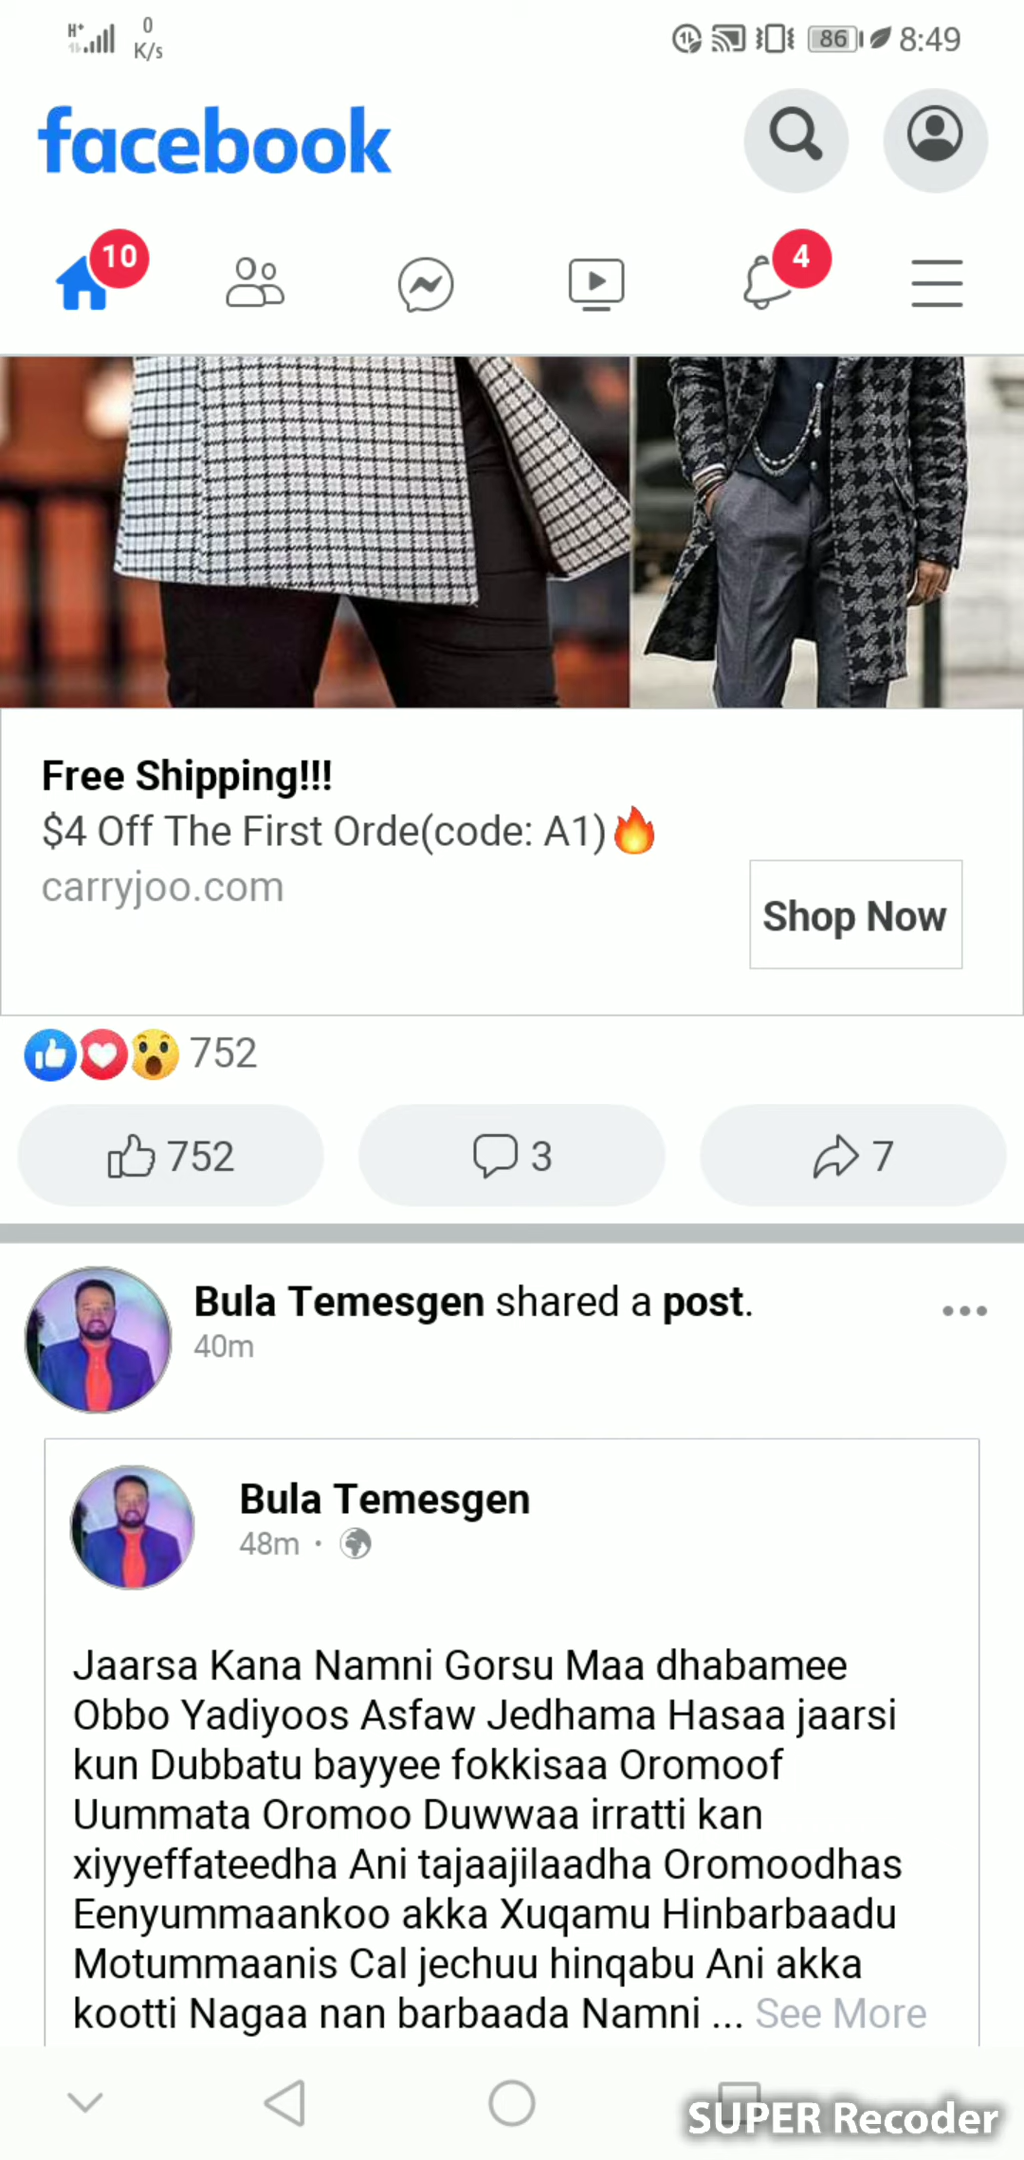 H+
0
K/s
86
8:49
facebook
10
4
Free Shipping!!!
$4 Off The First Orde(code: A1)🔥
carryjoo.com
Shop Now
752
752
3
7
Bula Temesgen shared a post.
40m
Bula Temesgen
48m ·
Jaarsa Kana Namni Gorsu Maa dhabamee
Obbo Yadiyoos Asfaw Jedhama Hasaa jaarsi
kun Dubbatu bayyee fokkisaa Oromoof
Uummata Oromoo Duwwaa irratti kan
xiyyeffateedha Ani tajaajilaadha Oromoodhas
Eenyummaankoo akka Xuqamu Hinbarbaadu
Motummaanis Cal jechuu hinqabu Ani akka
kootti Nagaa nan barbaada Namni ... See More
SUPER Recoder